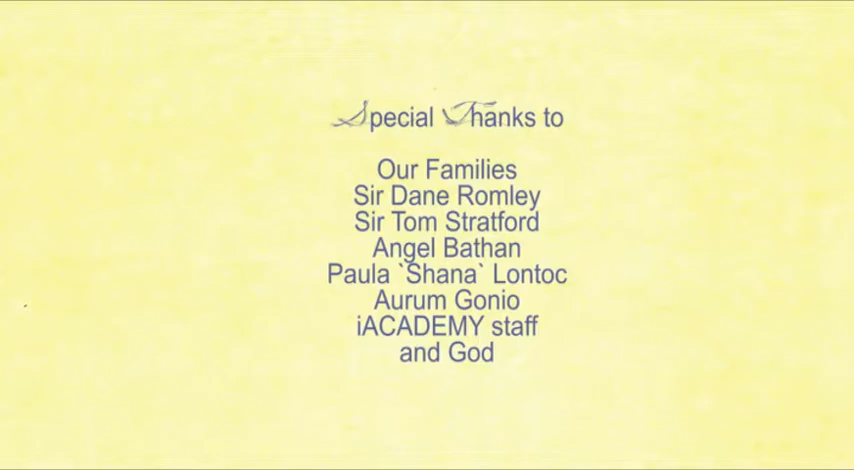 Special Thanks to
Our Families
Sir Dane Romley
Sir Tom Stratford
Angel Bathan
Paula `Shana` Lontoc
Aurum Gonio
iACADEMY staff
and God